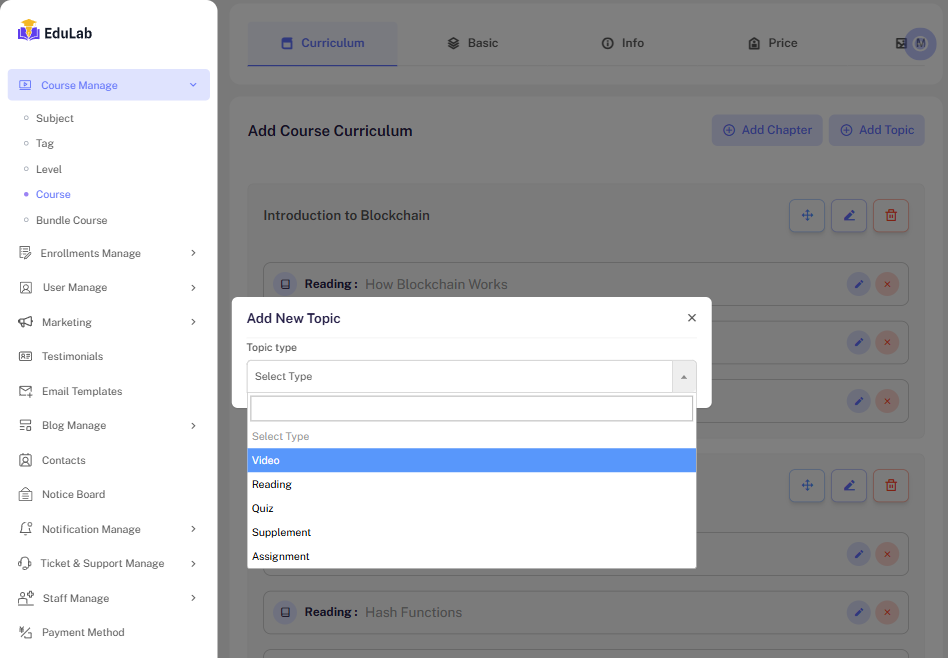 EduLab
Course Manage
Subject
Tag
Level
Course
Bundle Course
Enrollments Manage
User Manage
Marketing
Testimonials
Email Templates
Blog Manage
Contacts
Notice Board
Notification Manage
Ticket & Support Manage
Staff Manage
Payment Method
Curriculum
Basic
Info
Price
Add Course Curriculum
Add Chapter
Add Topic
Introduction to Blockchain
Reading : How Blockchain Works
Add New Topic
Topic type
Select Type
Select Type
Video
Reading
Quiz
Supplement
Assignment
Reading : Hash Functions